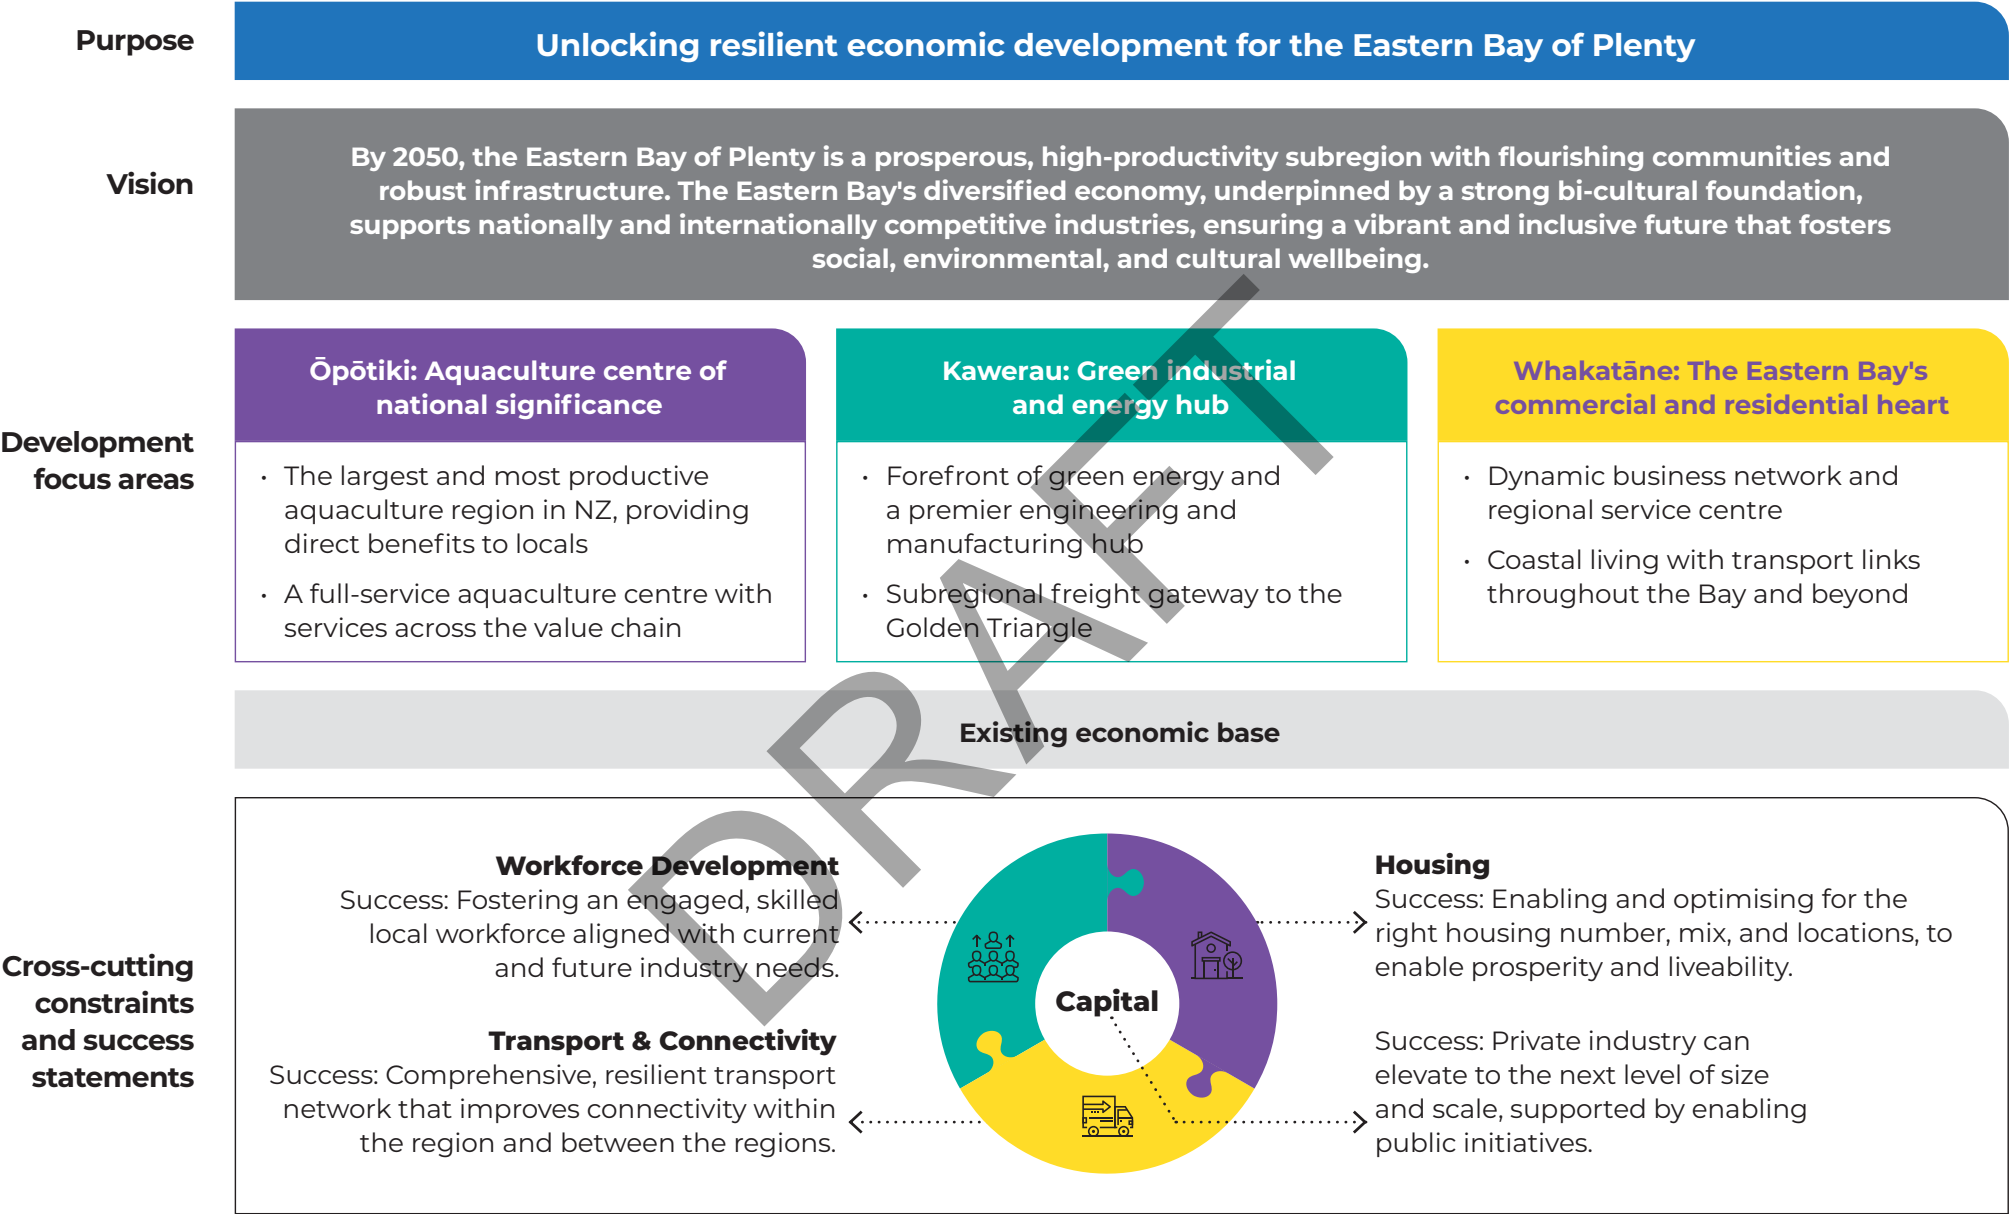 Purpose
Unlocking resilient economic development for the Eastern Bay of Plenty
Vision
By 2050, the Eastern Bay of Plenty is a prosperous, high-productivity subregion with flourishing communities and
robust infrastructure. The Eastern Bay's diversified economy, underpinned by a strong bi-cultural foundation,
supports nationally and internationally competitive industries, ensuring a vibrant and inclusive future that fosters
social, environmental, and cultural wellbeing.
Development
focus areas
Ōpōtiki: Aquaculture centre of
national significance
• The largest and most productive
aquaculture region in NZ, providing
direct benefits to locals
• A full-service aquaculture centre with
services across the value chain
Kawerau: Green industrial
and energy hub
• Forefront of green energy and
a premier engineering and
manufacturing hub
• Subregional freight gateway to the
Golden Triangle
Whakatāne: The Eastern Bay's
commercial and residential heart
• Dynamic business network and
regional service centre
• Coastal living with transport links
throughout the Bay and beyond
Existing economic base
Cross-cutting
constraints
and success
statements
Workforce Development
Success: Fostering an engaged, skilled
local workforce aligned with current
and future industry needs.
Transport & Connectivity
Success: Comprehensive, resilient transport
network that improves connectivity within
the region and between the regions.
Capital
Housing
Success: Enabling and optimising for the
right housing number, mix, and locations, to
enable prosperity and liveability.
Success: Private industry can
elevate to the next level of size
and scale, supported by enabling
public initiatives.
DRAFT